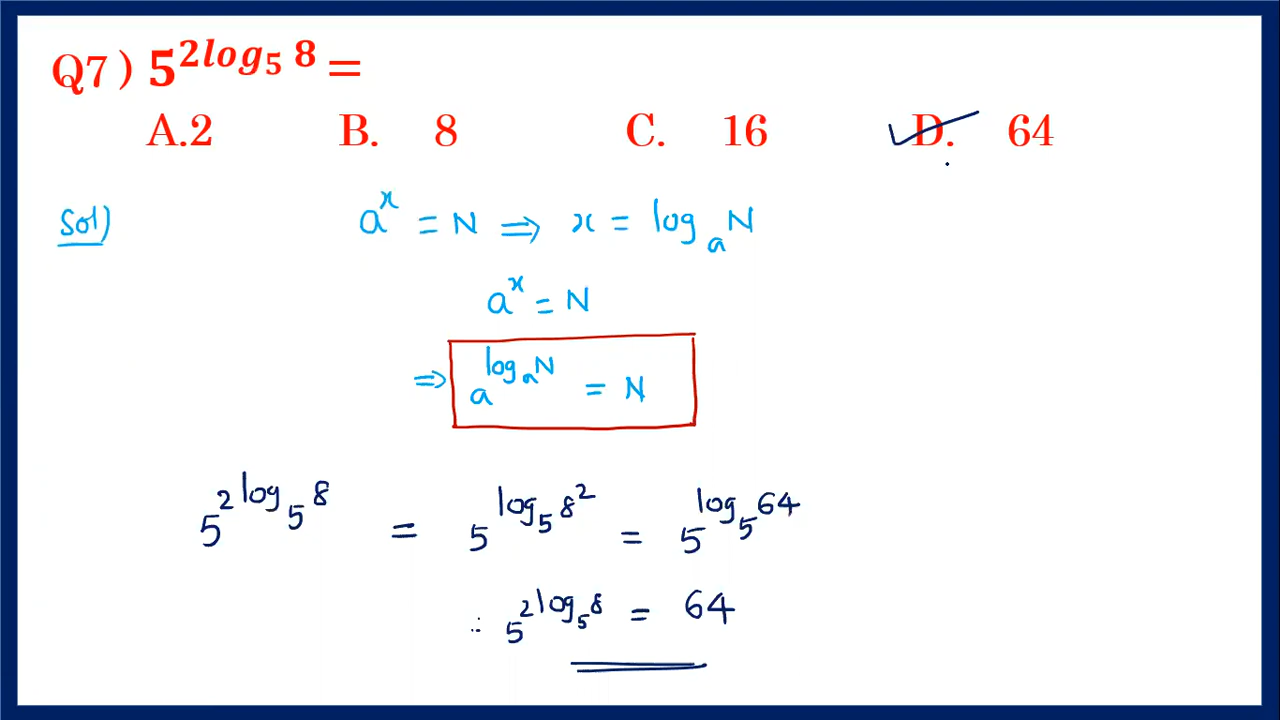 Q7 ) 5^{2log_5 8} =
A.2 B. 8 C. 16 D. 64
Sol) a^x = N ⇒ x = log_a N
a^x = N
⇒ a^{log_a N} = N
5^{2 log_5 8} = 5^{log_5 8^2} = 5^{log_5 64}
∴ 5^{2 log_5 8} = 64